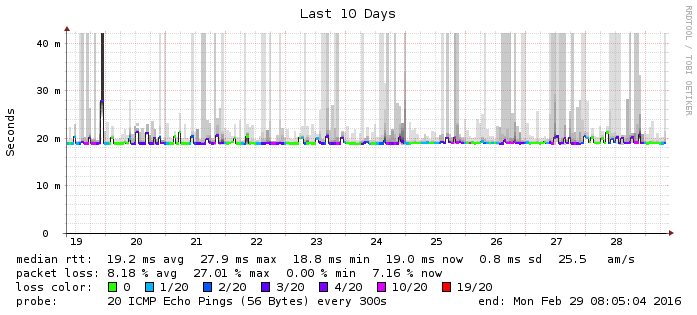 Last 10 Days
RRDTOOL / TOBI OETIKER
Seconds
40 m
30 m
20 m
10 m
0
19 20 21 22 23 24 25 26 27 28
median rtt: 19.2 ms avg 27.9 ms max 18.8 ms min 19.0 ms now 0.8 ms sd 25.5 am/s
packet loss: 8.18 % avg 27.01 % max 0.00 % min 7.16 % now
loss color: 0 1/20 2/20 3/20 4/20 10/20 19/20
probe: 20 ICMP Echo Pings (56 Bytes) every 300s end: Mon Feb 29 08:05:04 2016